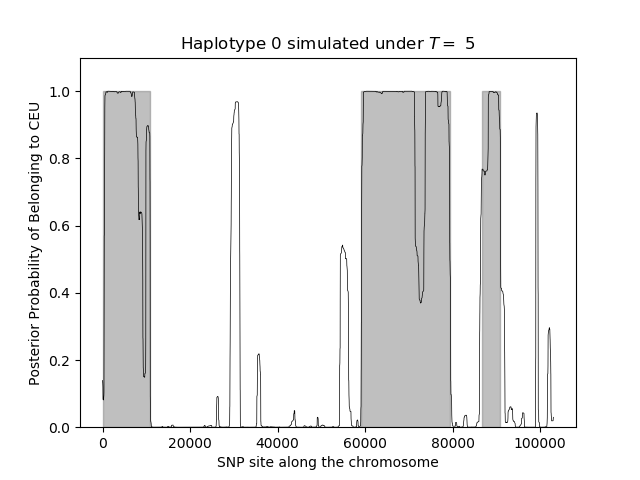 Haplotype 0 simulated under T = 5
Posterior Probability of Belonging to CEU
1.0
0.8
0.6
0.4
0.2
0.0
0 20000 40000 60000 80000 100000
SNP site along the chromosome